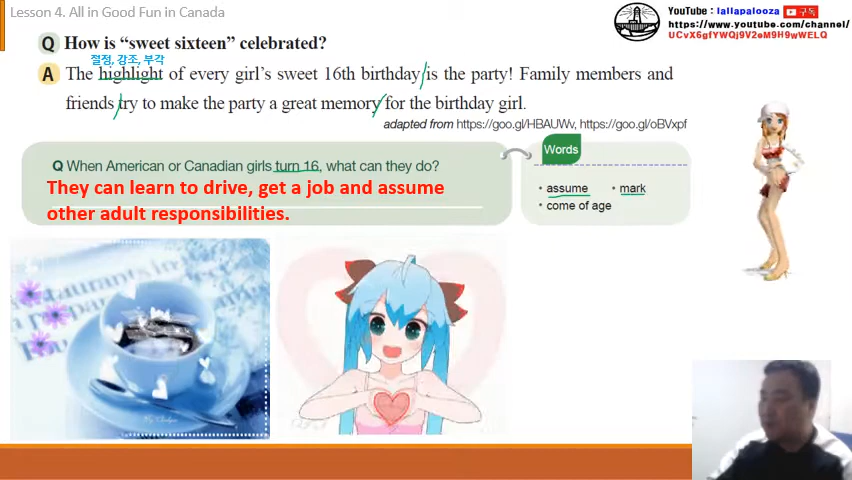 Lesson 4. All in Good Fun in Canada
YouTube : lallapalooza 구독
https://www.youtube.com/channel/
UCvX6gfYWQj9V2eM9H9wWELQ
Q How is “sweet sixteen” celebrated?
절정, 강조, 부각
A The highlight of every girl’s sweet 16th birthday is the party! Family members and
friends try to make the party a great memory for the birthday girl.
adapted from https://goo.gl/HBAUWv, https://goo.gl/oBVxpf
Q When American or Canadian girls turn 16, what can they do?
They can learn to drive, get a job and assume
other adult responsibilities.
Words
• assume • mark
• come of age